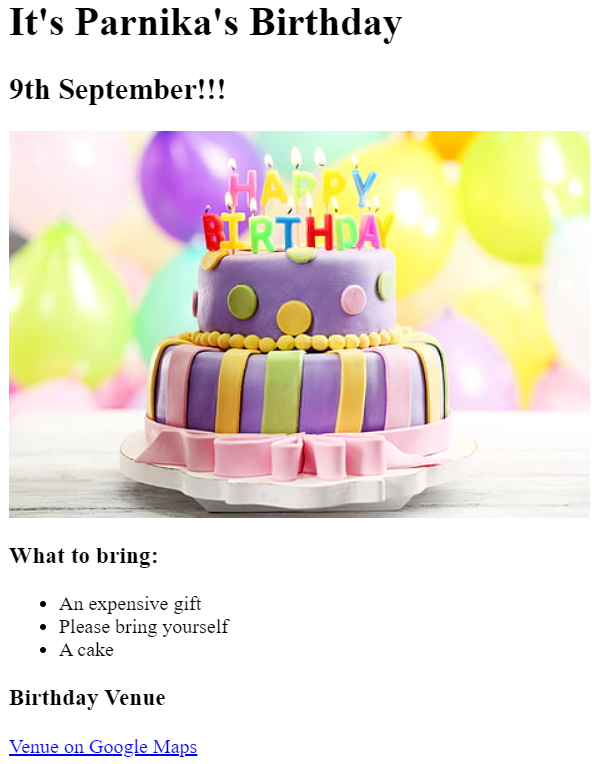 It's Parnika's Birthday
9th September!!!
HAPPY
BIRTHDAY
What to bring:
An expensive gift
Please bring yourself
A cake
Birthday Venue
Venue on Google Maps